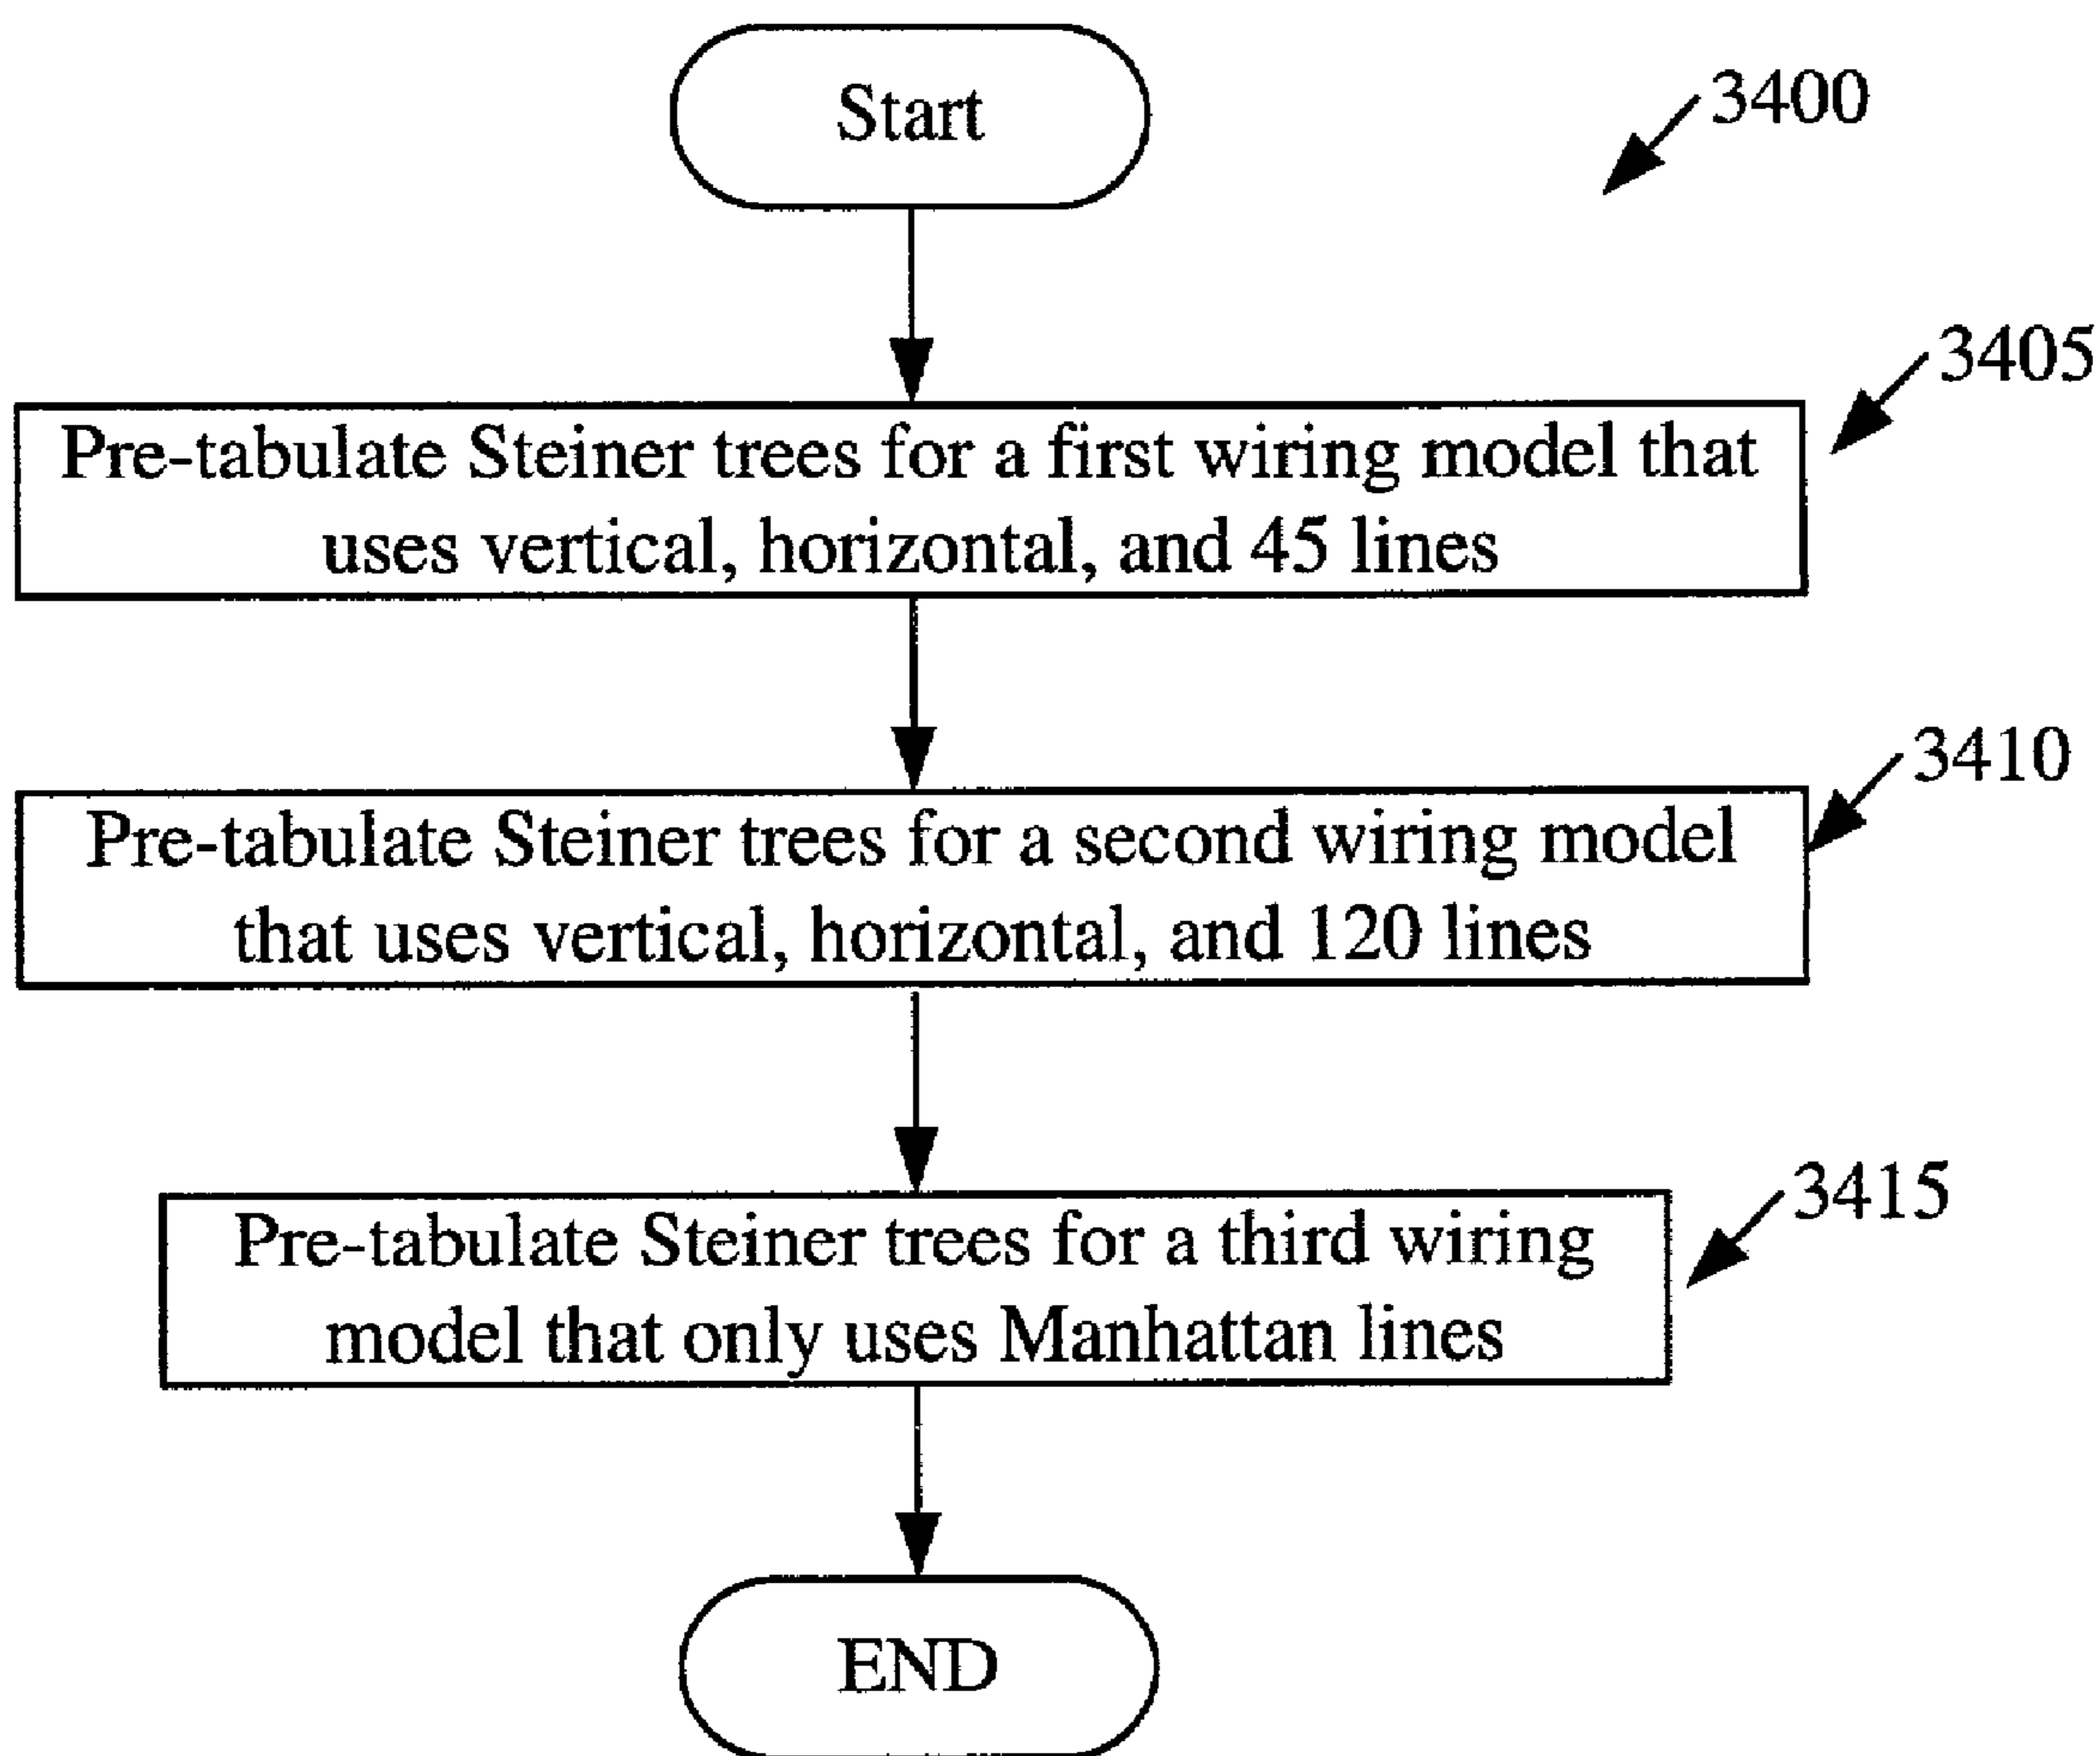 Start
3400
3405
Pre-tabulate Steiner trees for a first wiring model that
uses vertical, horizontal, and 45 lines
3410
Pre-tabulate Steiner trees for a second wiring model
that uses vertical, horizontal, and 120 lines
3415
Pre-tabulate Steiner trees for a third wiring
model that only uses Manhattan lines
END